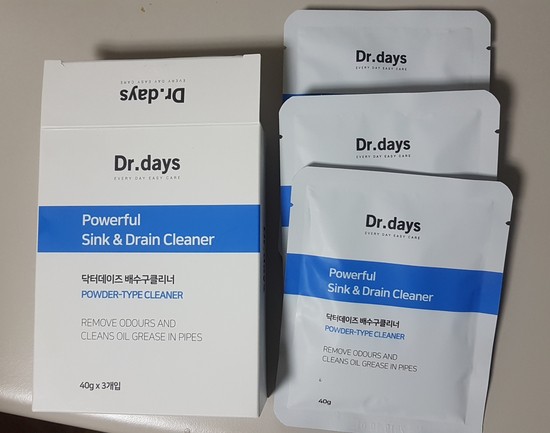 Dr.days
EVERY DAY EASY CARE
Dr.days
EVERY DAY EASY CARE
Powerful
Sink & Drain Cleaner
닥터데이즈 배수구클리너
POWDER-TYPE CLEANER
REMOVE ODOURS AND
CLEANS OIL GREASE IN PIPES
40g x 3개입
Dr.days
EVERY DAY EASY CARE
Dr.days
EVERY DAY EASY CARE
Dr.days
EVERY DAY EASY CARE
Powerful
Sink & Drain Cleaner
닥터데이즈 배수구클리너
POWDER-TYPE CLEANER
REMOVE ODOURS AND
CLEANS OIL GREASE IN PIPES
40g